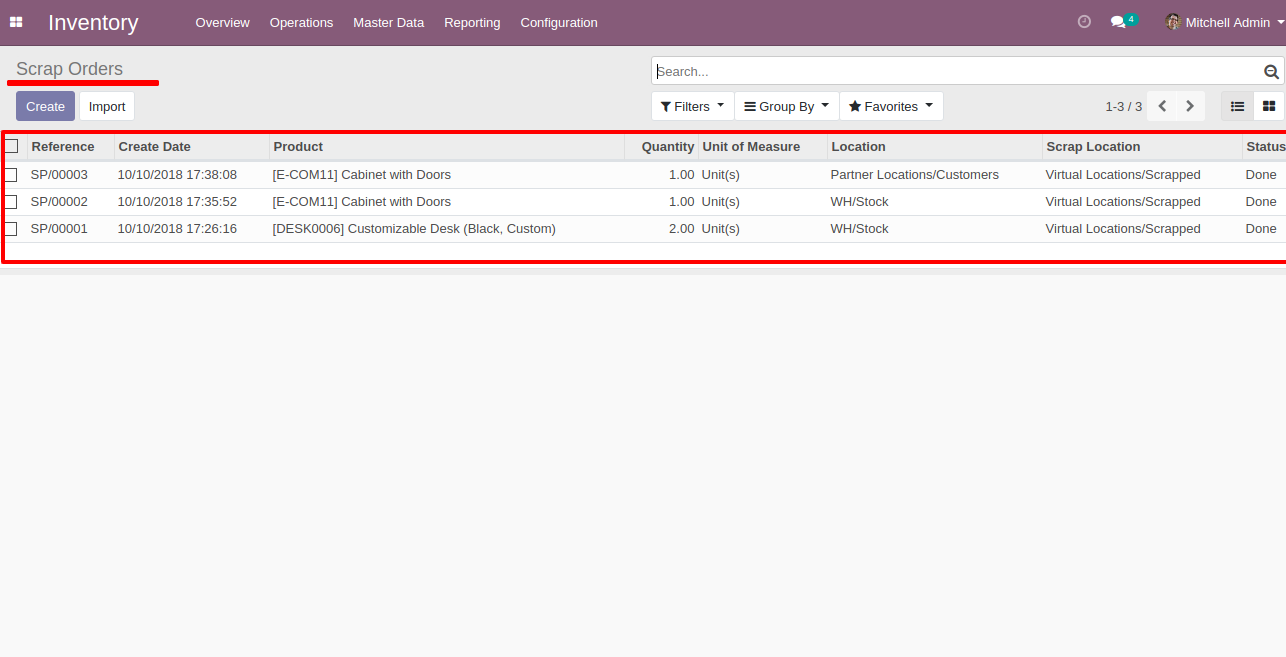 Inventory Overview Operations Master Data Reporting Configuration 4 Mitchell Admin
Scrap Orders Search...
Create Import Filters Group By Favorites 1-3 / 3
Reference Create Date Product Quantity Unit of Measure Location Scrap Location Status
SP/00003 10/10/2018 17:38:08 [E-COM11] Cabinet with Doors 1.00 Unit(s) Partner Locations/Customers Virtual Locations/Scrapped Done
SP/00002 10/10/2018 17:35:52 [E-COM11] Cabinet with Doors 1.00 Unit(s) WH/Stock Virtual Locations/Scrapped Done
SP/00001 10/10/2018 17:26:16 [DESK0006] Customizable Desk (Black, Custom) 2.00 Unit(s) WH/Stock Virtual Locations/Scrapped Done